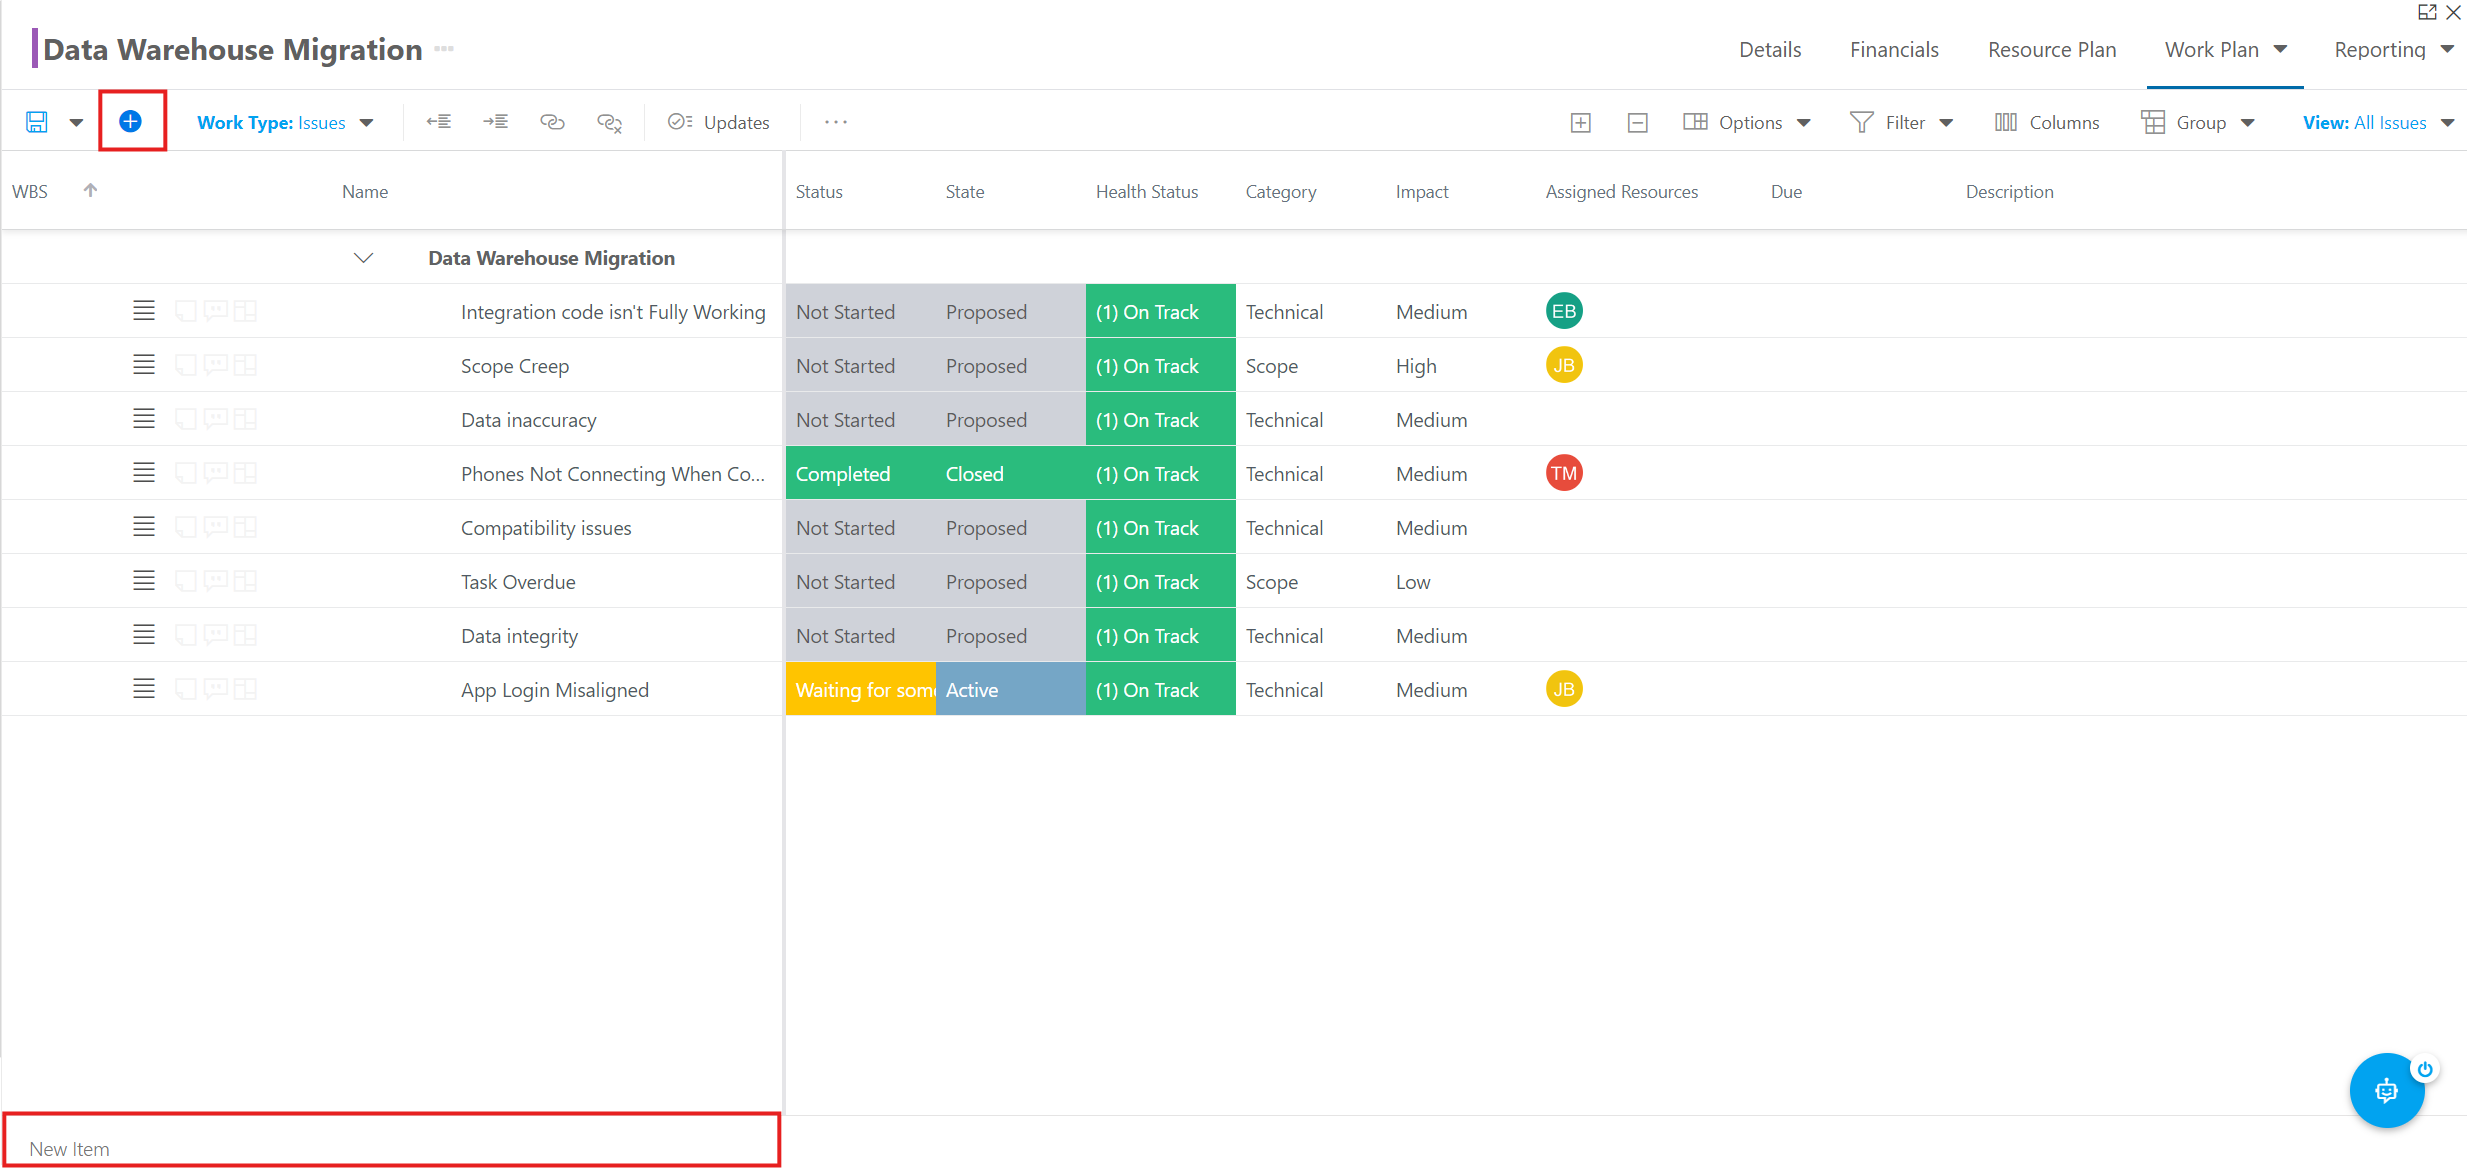 Data Warehouse Migration
Details Financials Resource Plan Work Plan Reporting
Work Type: Issues Updates Options Filter Columns Group View: All Issues
WBS Name Status State Health Status Category Impact Assigned Resources Due Description
Data Warehouse Migration
Integration code isn't Fully Working Not Started Proposed (1) On Track Technical Medium EB
Scope Creep Not Started Proposed (1) On Track Scope High JB
Data inaccuracy Not Started Proposed (1) On Track Technical Medium
Phones Not Connecting When Co... Completed Closed (1) On Track Technical Medium TM
Compatibility issues Not Started Proposed (1) On Track Technical Medium
Task Overdue Not Started Proposed (1) On Track Scope Low
Data integrity Not Started Proposed (1) On Track Technical Medium
App Login Misaligned Waiting for som Active (1) On Track Technical Medium JB
New Item